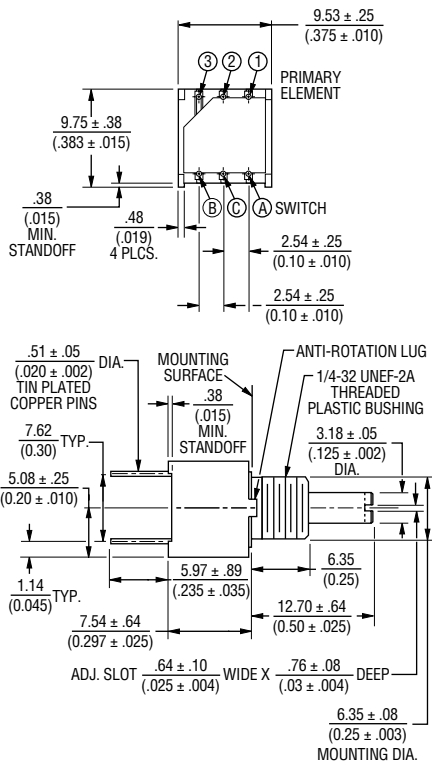 9.53 ± .25
(.375 ± .010)
3 2 1
PRIMARY
ELEMENT
9.75 ± .38
(.383 ± .015)
B C A SWITCH
.38
(.015)
MIN.
STANDOFF
.48
(.019)
4 PLCS.
2.54 ± .25
(0.10 ± .010)
2.54 ± .25
(0.10 ± .010)
.51 ± .05
(.020 ± .002)
DIA.
TIN PLATED
COPPER PINS
MOUNTING
SURFACE
ANTI-ROTATION LUG
1/4-32 UNEF-2A
THREADED
PLASTIC BUSHING
.38
(.015)
MIN.
STANDOFF
7.62
(0.30)
TYP.
3.18 ± .05
(.125 ± .002)
DIA.
5.08 ± .25
(0.20 ± .010)
1.14
(0.045)
TYP.
5.97 ± .89
(.235 ± .035)
6.35
(0.25)
7.54 ± .64
(0.297 ± .025)
12.70 ± .64
(0.50 ± .025)
ADJ. SLOT .64 ± .10 WIDE X .76 ± .08 DEEP
(.025 ± .004) (.03 ± .004)
6.35 ± .08
(0.25 ± .003)
MOUNTING DIA.